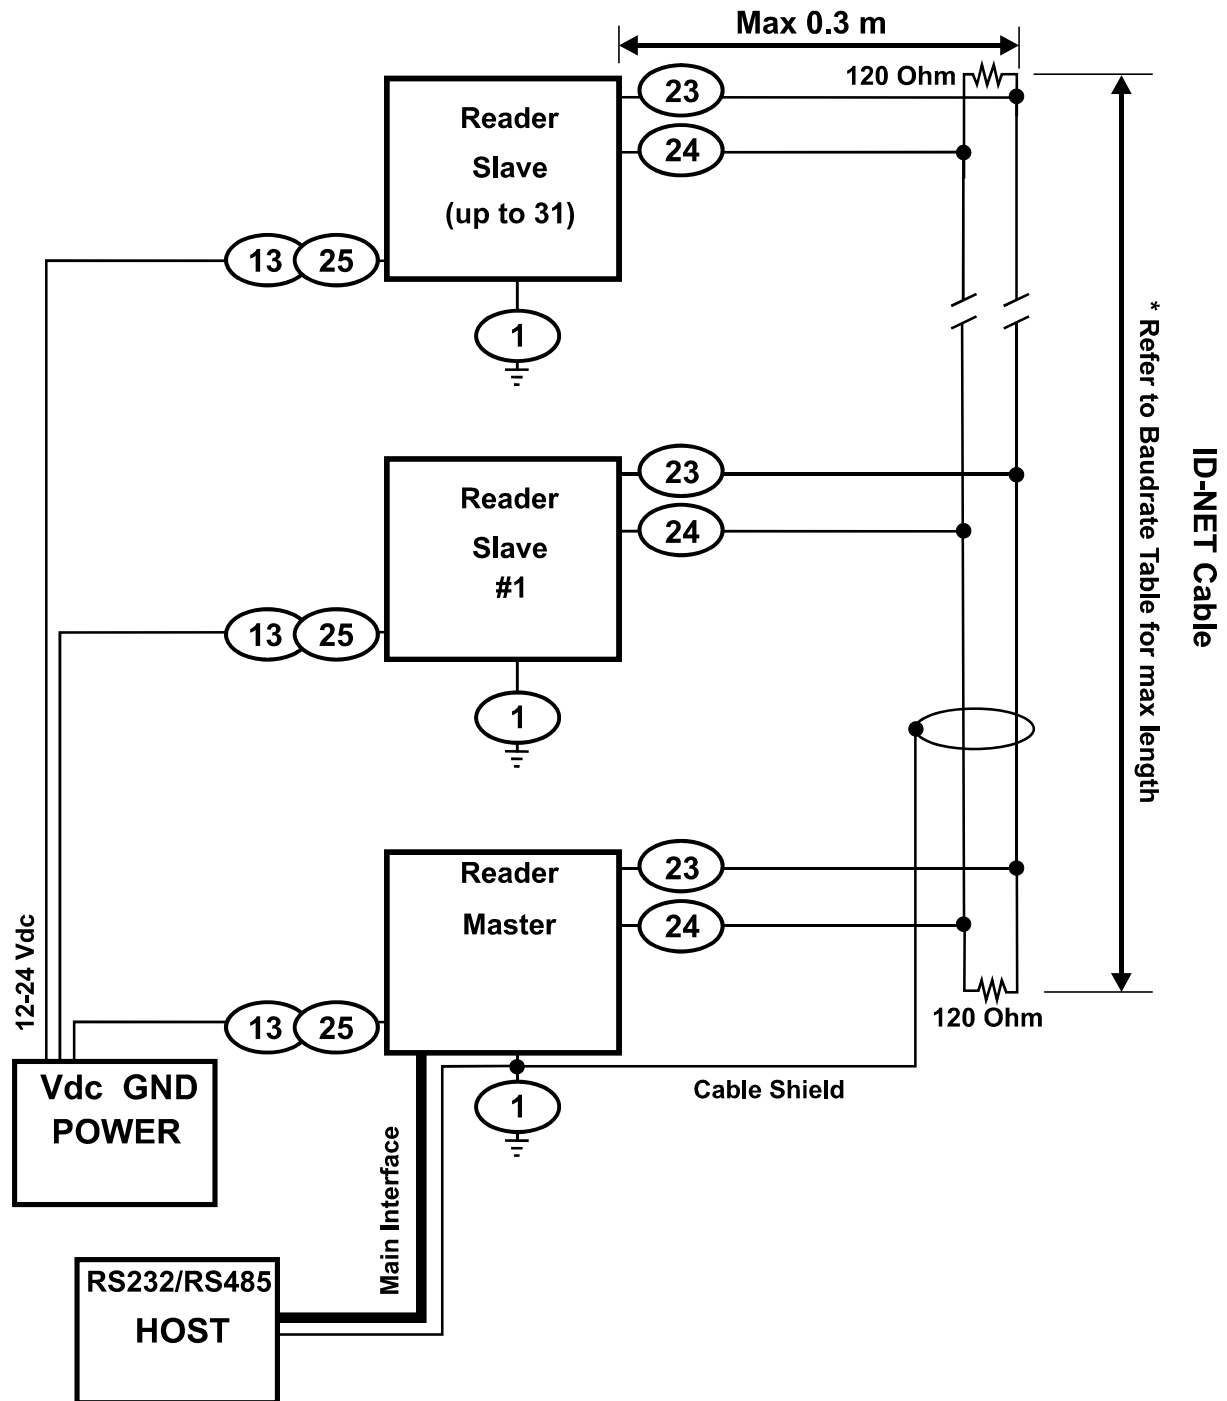 Max 0.3 m
120 Ohm
Reader
Slave
(up to 31)
23
24
13
25
1
* Refer to Baudrate Table for max length
ID-NET Cable
Reader
Slave
#1
23
24
13
25
1
Reader
Master
23
24
13
25
1
120 Ohm
Cable Shield
12-24 Vdc
Vdc GND
POWER
Main Interface
RS232/RS485
HOST